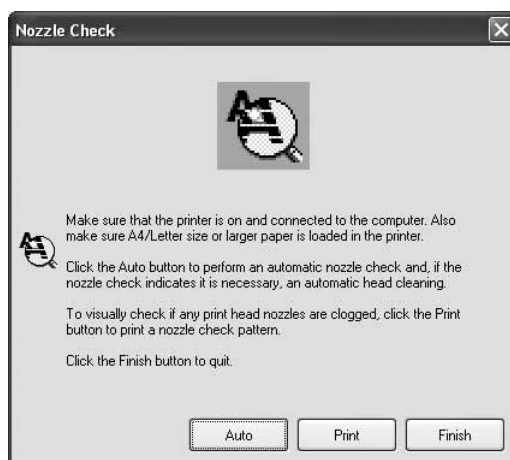 Nozzle Check
Make sure that the printer is on and connected to the computer. Also
make sure A4/Letter size or larger paper is loaded in the printer.
Click the Auto button to perform an automatic nozzle check and, if the
nozzle check indicates it is necessary, an automatic head cleaning.
To visually check if any print head nozzles are clogged, click the Print
button to print a nozzle check pattern.
Click the Finish button to quit.
Auto
Print
Finish